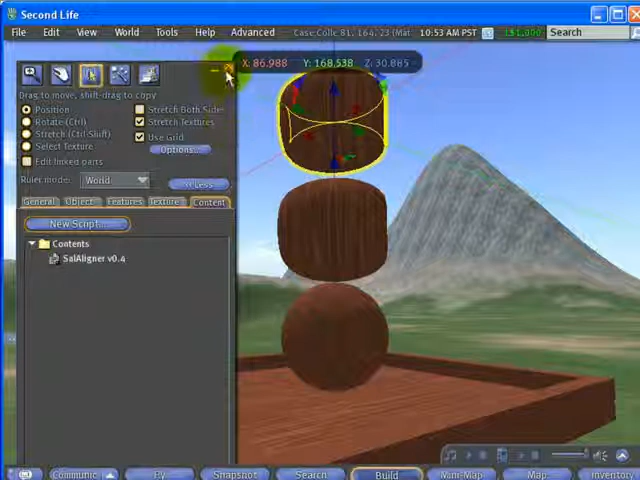 Second Life
File Edit View World Tools Help Advanced
10:53 AM PST L$1,000 Search
X: 86.988 Y: 168.538 Z: 30.885
Drag to move, shift-drag to copy
Position
Rotate (Ctrl)
Stretch (Ctrl-Shift)
Select Texture
Edit linked parts
Stretch Both Sides
Stretch Textures
Use Grid
Options...
Ruler mode: World
<< Less
General Object Features Texture Content
New Script...
Contents
SalAligner v0.4
Communic Fly Snapshot Search Build Mini-Map Map Inventory